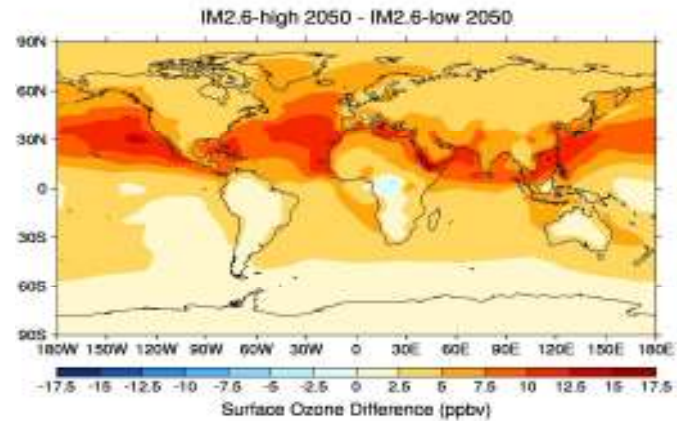 IM2.6-high 2050 - IM2.6-low 2050
90N
60N
30N
0
30S
60S
90S
180W 150W 120W 90W 60W 30W 0 30E 60E 90E 120E 150E 180E
-17.5 -15 -12.5 -10 -7.5 -5 -2.5 0 2.5 5 7.5 10 12.5 15 17.5
Surface Ozone Difference (ppbv)